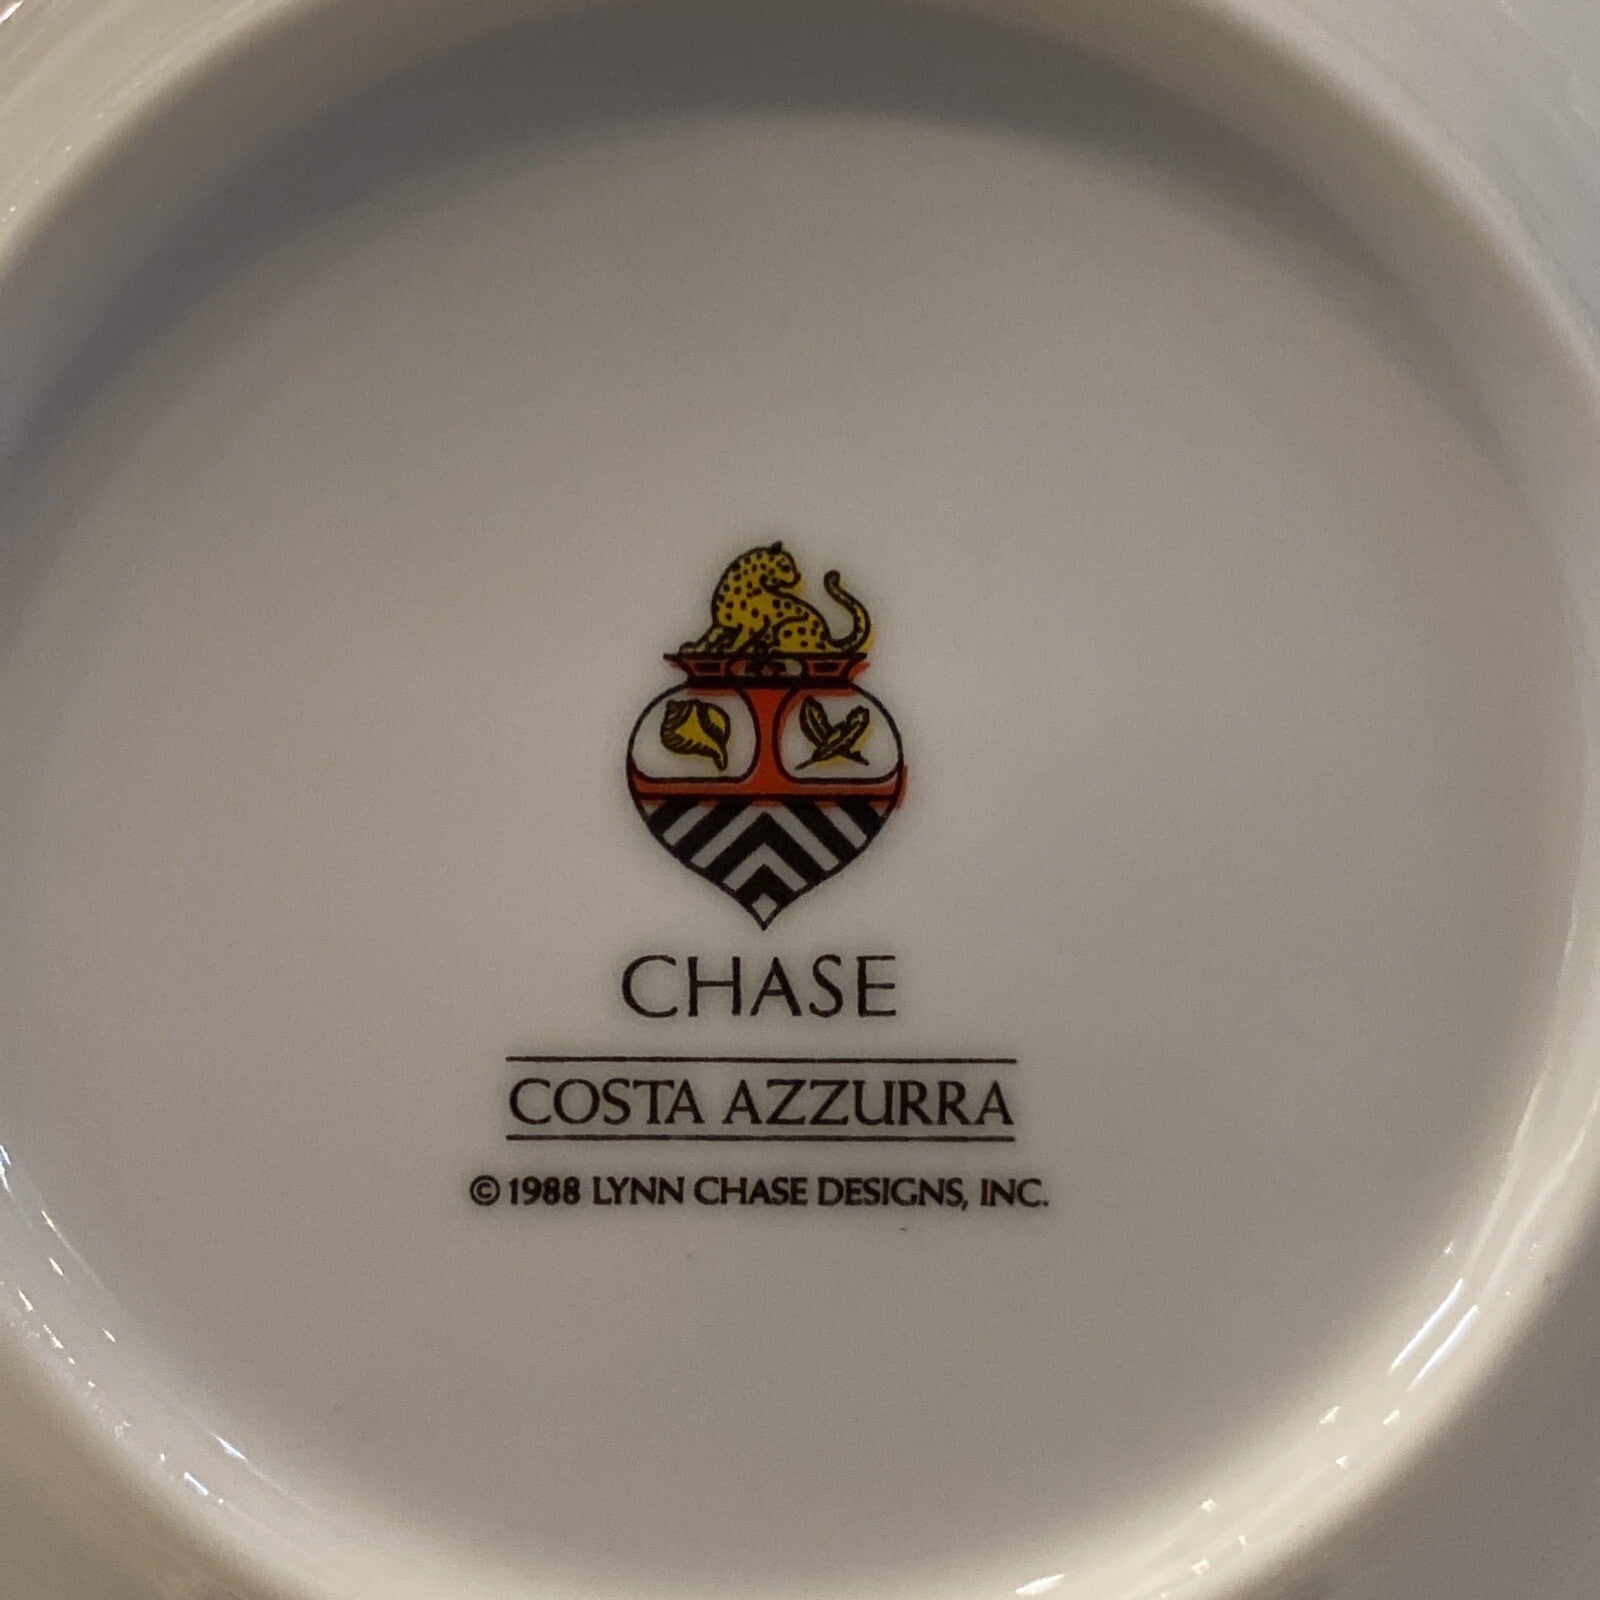 CHASE
COSTA AZZURRA
© 1988 LYNN CHASE DESIGNS, INC.